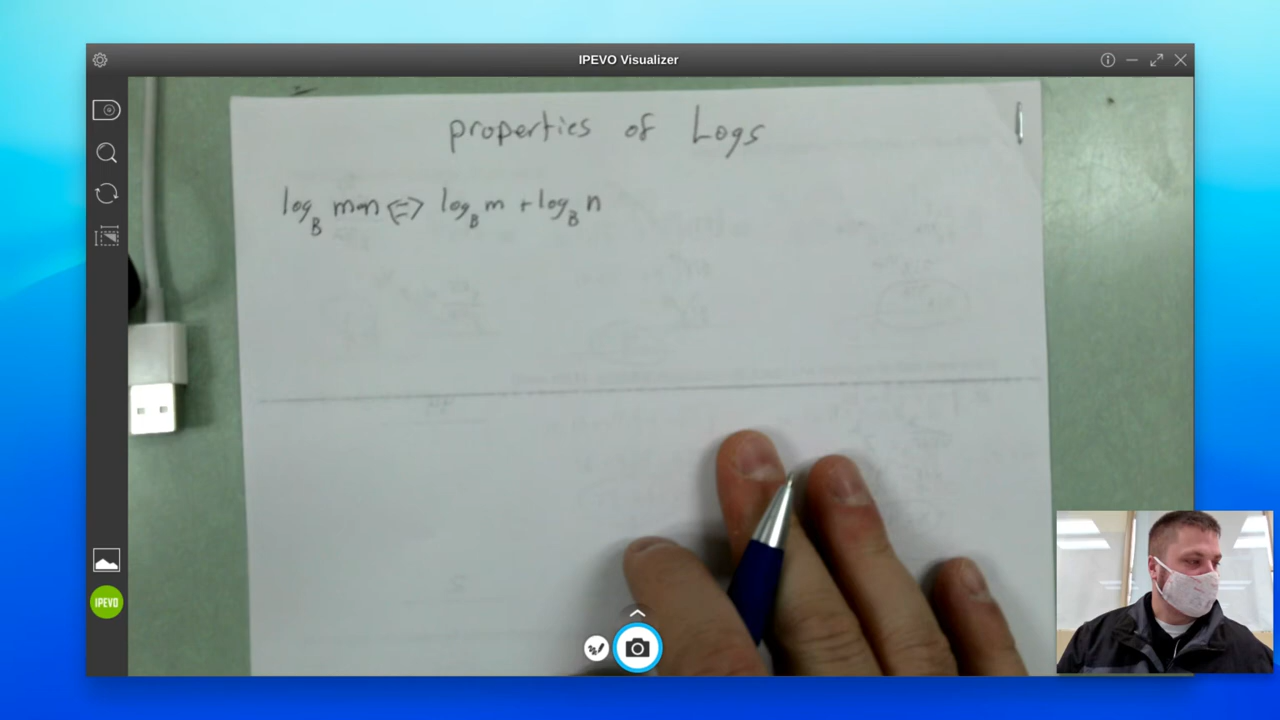 IPEVO Visualizer
properties of Logs
log_B m·n <=> log_B m + log_B n
IPEVO